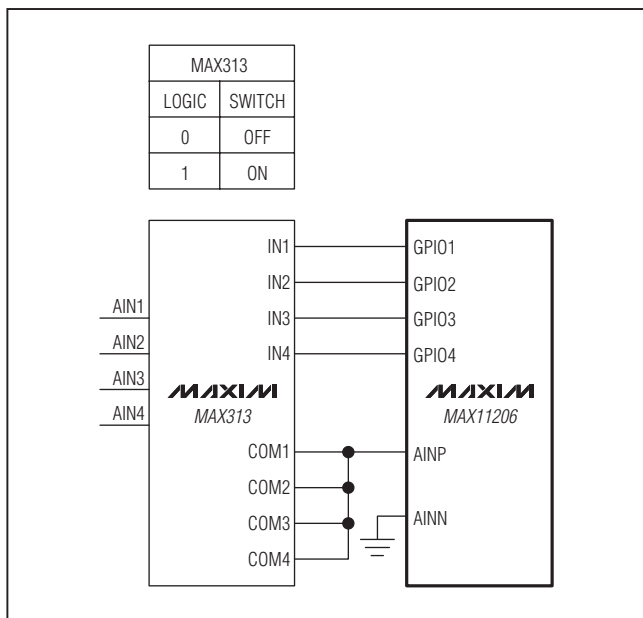 MAX313
LOGIC SWITCH
0 OFF
1 ON
IN1 GPIO1
IN2 GPIO2
AIN1 IN3 GPIO3
AIN2 IN4 GPIO4
AIN3
AIN4
MAXIM MAXIM
MAX313 MAX11206
COM1 AINP
COM2
COM3 AINN
COM4